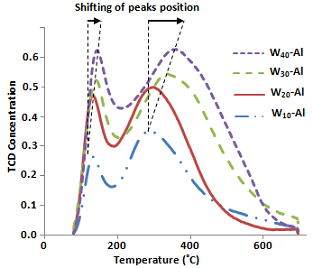 Shifting of peaks position
0.6
0.5
0.4
0.3
0.2
0.1
0.0
TCD Concentration
W40-Al
W30-Al
W20-Al
W10-Al
0
200
400
600
Temperature (˚C)